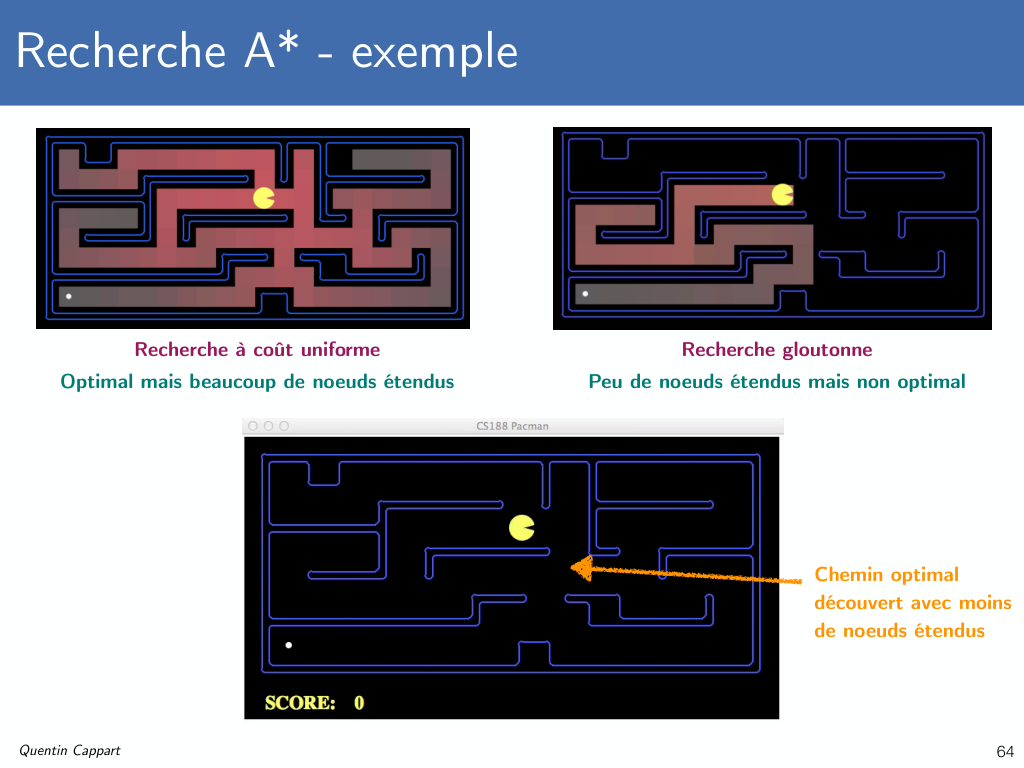 Recherche A* - exemple
Recherche à coût uniforme
Optimal mais beaucoup de noeuds étendus
Recherche gloutonne
Peu de noeuds étendus mais non optimal
CS188 Pacman
Chemin optimal
découvert avec moins
de noeuds étendus
SCORE: 0
Quentin Cappart
64